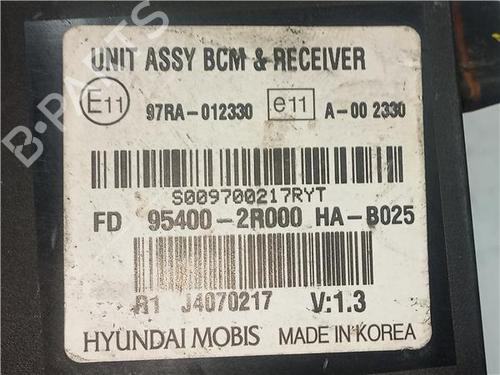 UNIT ASSY BCM & RECEIVER
E11 97RA-012330 e11 A-00 2330
S009700217RYT
FD 95400-2R000 HA-B025
R1 J4070217 V:1.3
HYUNDAI MOBIS MADE IN KOREA
B-PARTS